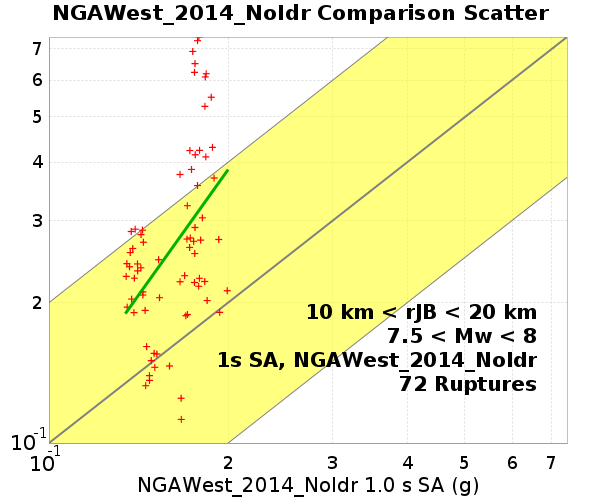 NGAWest_2014_NoIdr Comparison Scatter
7
6
5
4
3
2
10 km < rJB < 20 km
7.5 < Mw < 8
1s SA, NGAWest_2014_NoIdr
72 Ruptures
10-1
10-1 2 3 4 5 6 7
NGAWest_2014_NoIdr 1.0 s SA (g)